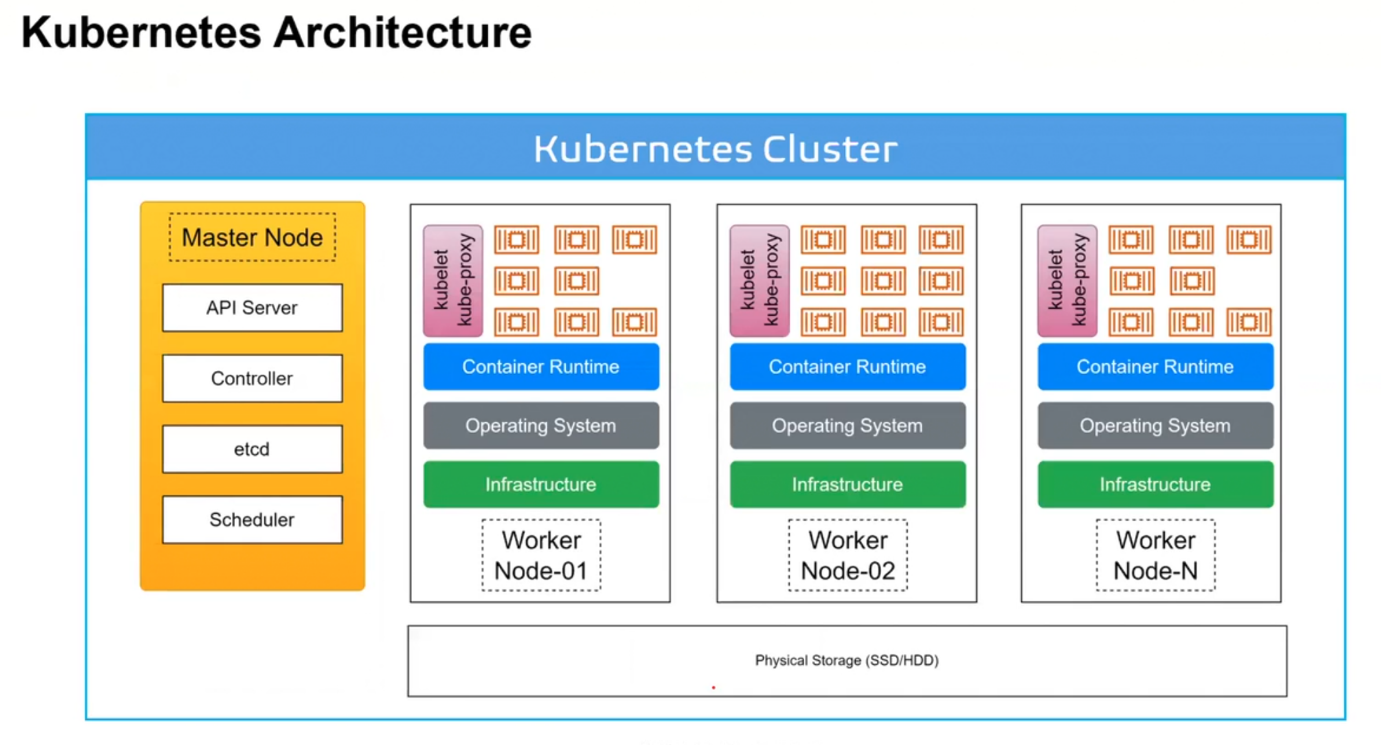 Kubernetes Architecture
Kubernetes Cluster
Master Node
API Server
Controller
etcd
Scheduler
kubelet
kube-proxy
Container Runtime
Operating System
Infrastructure
Worker
Node-01
kubelet
kube-proxy
Container Runtime
Operating System
Infrastructure
Worker
Node-02
kubelet
kube-proxy
Container Runtime
Operating System
Infrastructure
Worker
Node-N
Physical Storage (SSD/HDD)